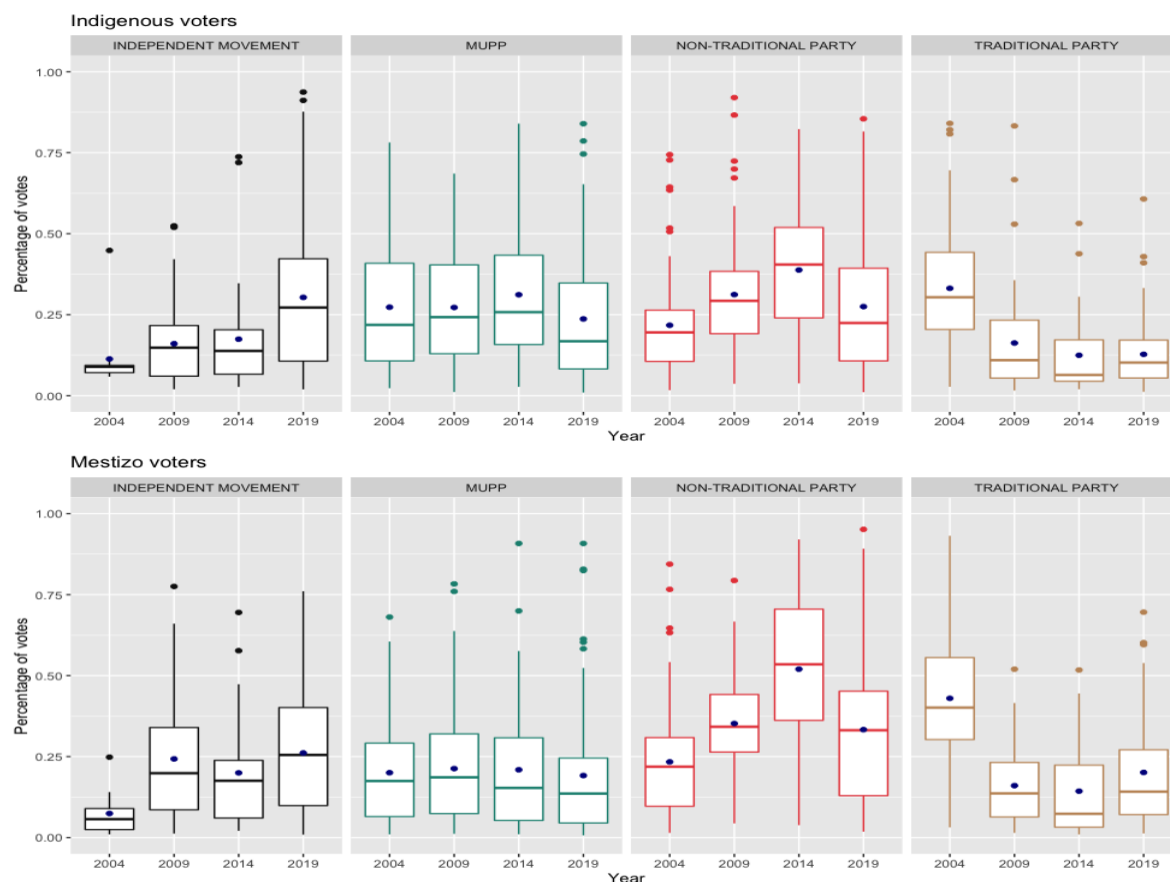 Indigenous voters
INDEPENDENT MOVEMENT MUPP NON-TRADITIONAL PARTY TRADITIONAL PARTY
Percentage of votes
1.00
0.75
0.50
0.25
0.00
2004 2009 2014 2019 2004 2009 2014 2019 2004 2009 2014 2019 2004 2009 2014 2019
Year
Mestizo voters
INDEPENDENT MOVEMENT MUPP NON-TRADITIONAL PARTY TRADITIONAL PARTY
Percentage of votes
1.00
0.75
0.50
0.25
0.00
2004 2009 2014 2019 2004 2009 2014 2019 2004 2009 2014 2019 2004 2009 2014 2019
Year